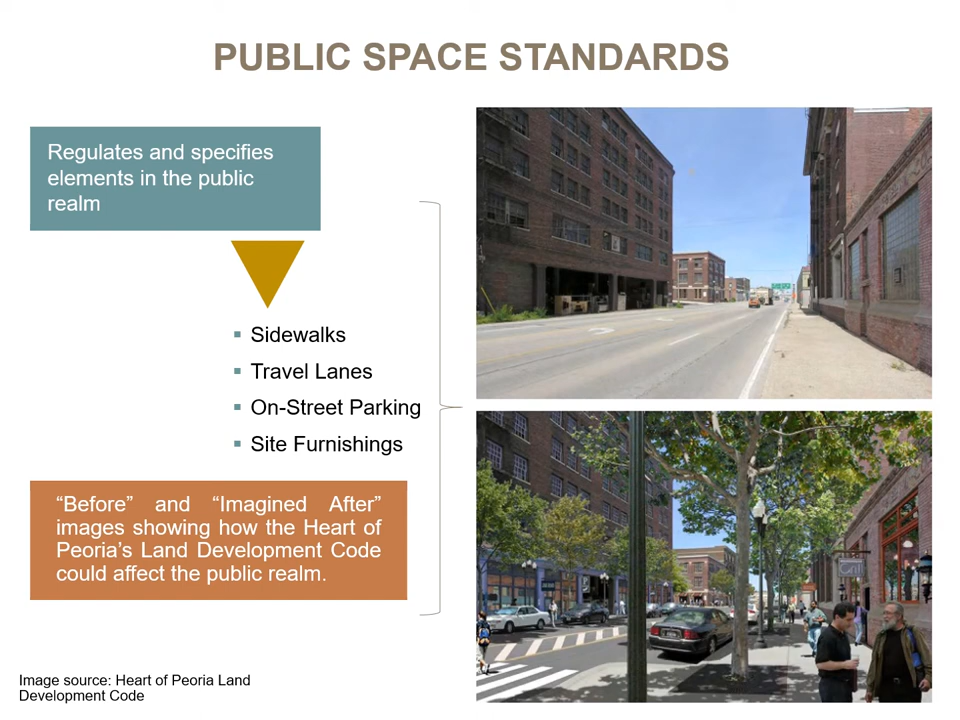 PUBLIC SPACE STANDARDS
Regulates and specifies
elements in the public
realm
Sidewalks
Travel Lanes
On-Street Parking
Site Furnishings
“Before” and “Imagined After”
images showing how the Heart of
Peoria’s Land Development Code
could affect the public realm.
Image source: Heart of Peoria Land
Development Code